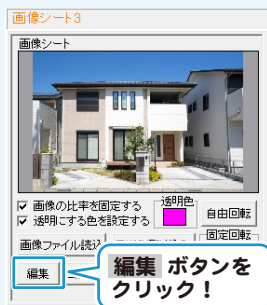 画像シート3
画像シート
画像の比率を固定する
透明にする色を設定する
透明色
自由回転
固定回転
画像ファイル読込
編集
編集 ボタンを
クリック！